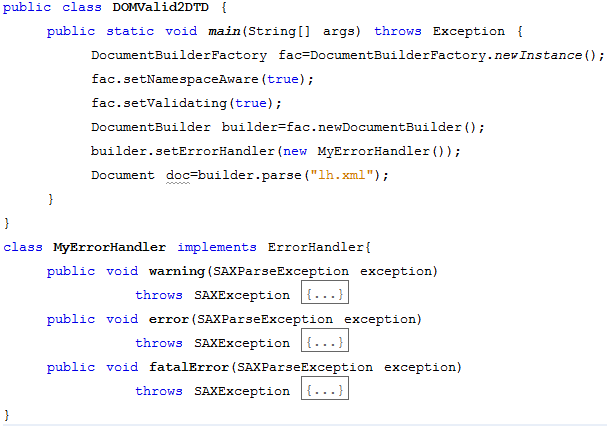 public class DOMValid2DTD {
public static void main(String[] args) throws Exception {
DocumentBuilderFactory fac=DocumentBuilderFactory.newInstance();
fac.setNamespaceAware(true);
fac.setValidating(true);
DocumentBuilder builder=fac.newDocumentBuilder();
builder.setErrorHandler(new MyErrorHandler());
Document doc=builder.parse("lh.xml");
}
}
class MyErrorHandler implements ErrorHandler{
public void warning(SAXParseException exception)
throws SAXException {...}
public void error(SAXParseException exception)
throws SAXException {...}
public void fatalError(SAXParseException exception)
throws SAXException {...}
}